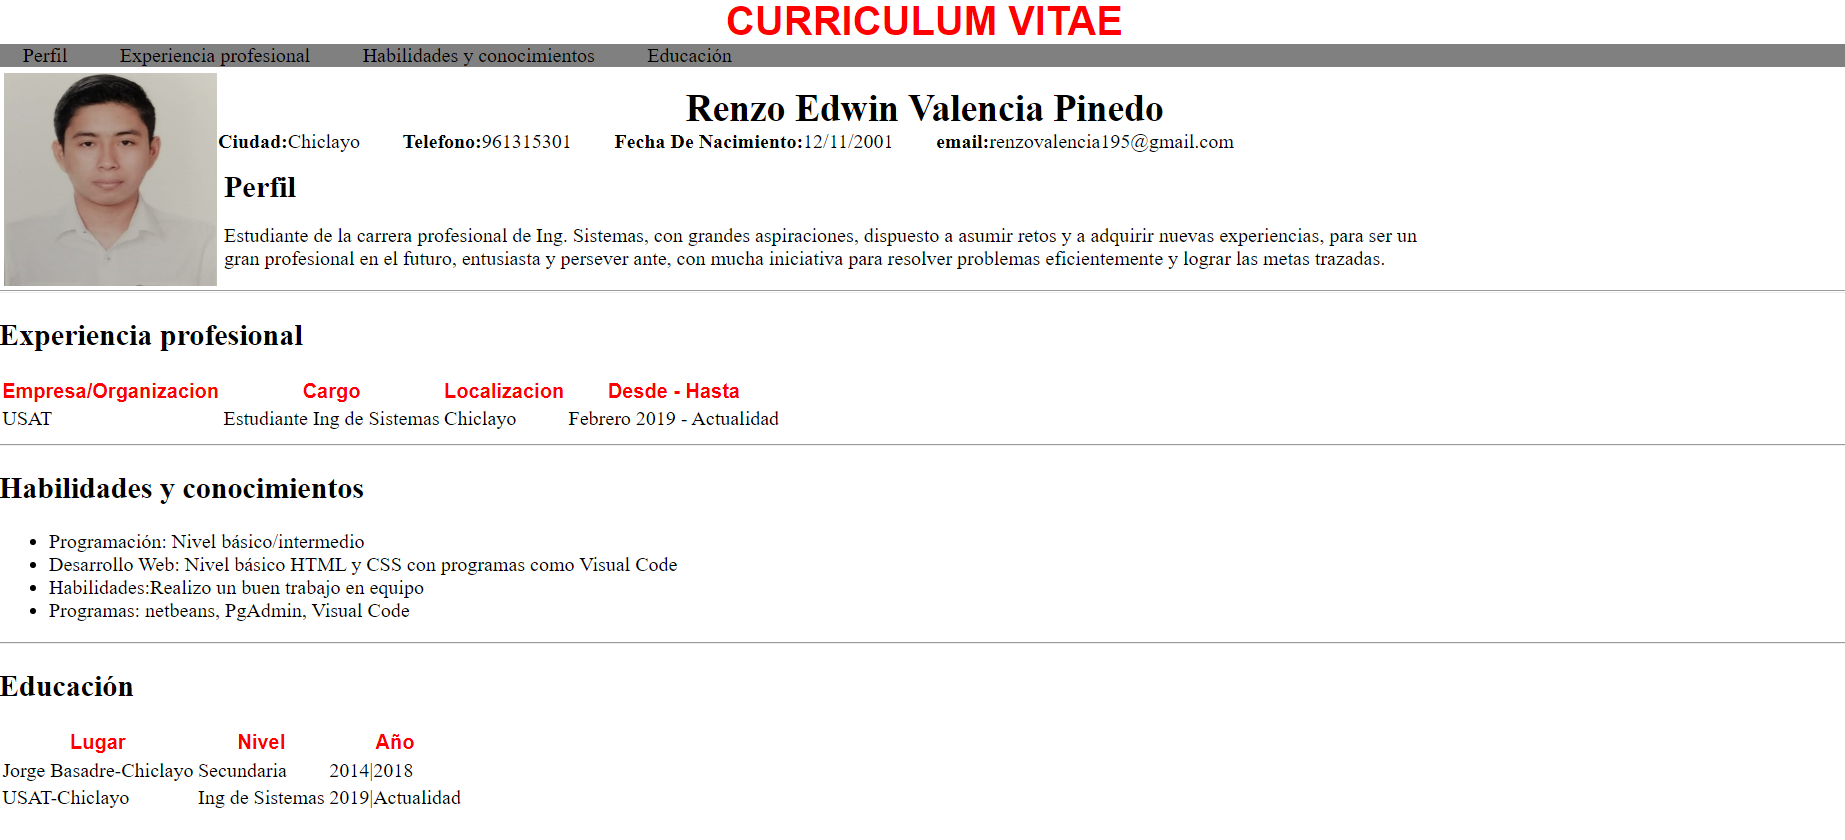 CURRICULUM VITAE
Perfil Experiencia profesional Habilidades y conocimientos Educación
Renzo Edwin Valencia Pinedo
Ciudad:Chiclayo Telefono:961315301 Fecha De Nacimiento:12/11/2001 email:renzovalencia195@gmail.com
Perfil
Estudiante de la carrera profesional de Ing. Sistemas, con grandes aspiraciones, dispuesto a asumir retos y a adquirir nuevas experiencias, para ser un
gran profesional en el futuro, entusiasta y persever ante, con mucha iniciativa para resolver problemas eficientemente y lograr las metas trazadas.
Experiencia profesional
Empresa/Organizacion Cargo Localizacion Desde - Hasta
USAT Estudiante Ing de Sistemas Chiclayo Febrero 2019 - Actualidad
Habilidades y conocimientos
• Programación: Nivel básico/intermedio
• Desarrollo Web: Nivel básico HTML y CSS con programas como Visual Code
• Habilidades:Realizo un buen trabajo en equipo
• Programas: netbeans, PgAdmin, Visual Code
Educación
Lugar Nivel Año
Jorge Basadre-Chiclayo Secundaria 2014|2018
USAT-Chiclayo Ing de Sistemas 2019|Actualidad